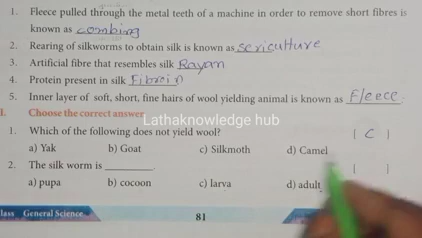 1. Fleece pulled through the metal teeth of a machine in order to remove short fibres is
known as combing
2. Rearing of silkworms to obtain silk is known as sericulture
3. Artificial fibre that resembles silk Rayon
4. Protein present in silk Fibroin
5. Inner layer of soft, short, fine hairs of wool yielding animal is known as Fleece.
I. Choose the correct answer
Lathaknowledge hub
1. Which of the following does not yield wool? | C |
a) Yak b) Goat c) Silkmoth d) Camel
2. The silk worm is ________. | |
a) pupa b) cocoon c) larva d) adult
lass General Science 81